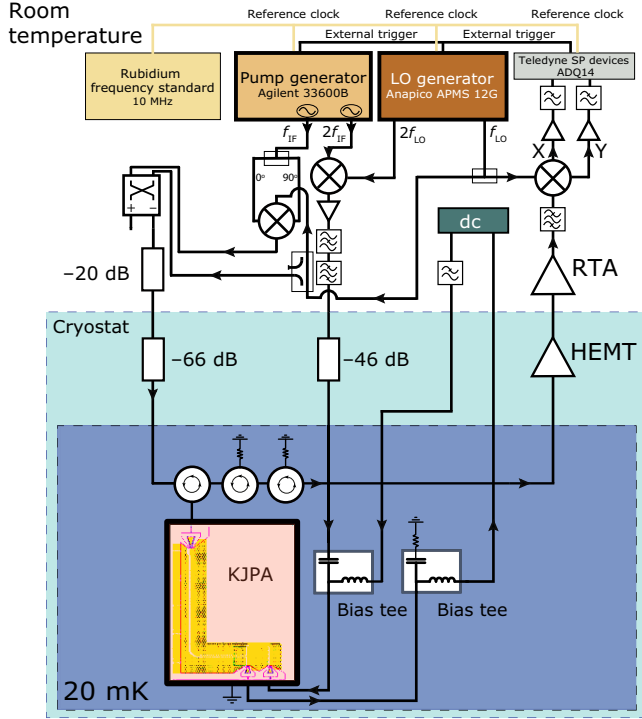 Room
temperature
Reference clock
Reference clock
Reference clock
External trigger
External trigger
Rubidium
frequency standard
10 MHz
Pump generator
Agilent 33600B
LO generator
Anapico APMS 12G
Teledyne SP devices
ADQ14
f_IF
2f_IF
2f_LO
f_LO
X
Y
0°
90°
+
−
dc
−20 dB
RTA
Cryostat
−66 dB
−46 dB
HEMT
KJPA
Bias tee
Bias tee
20 mK